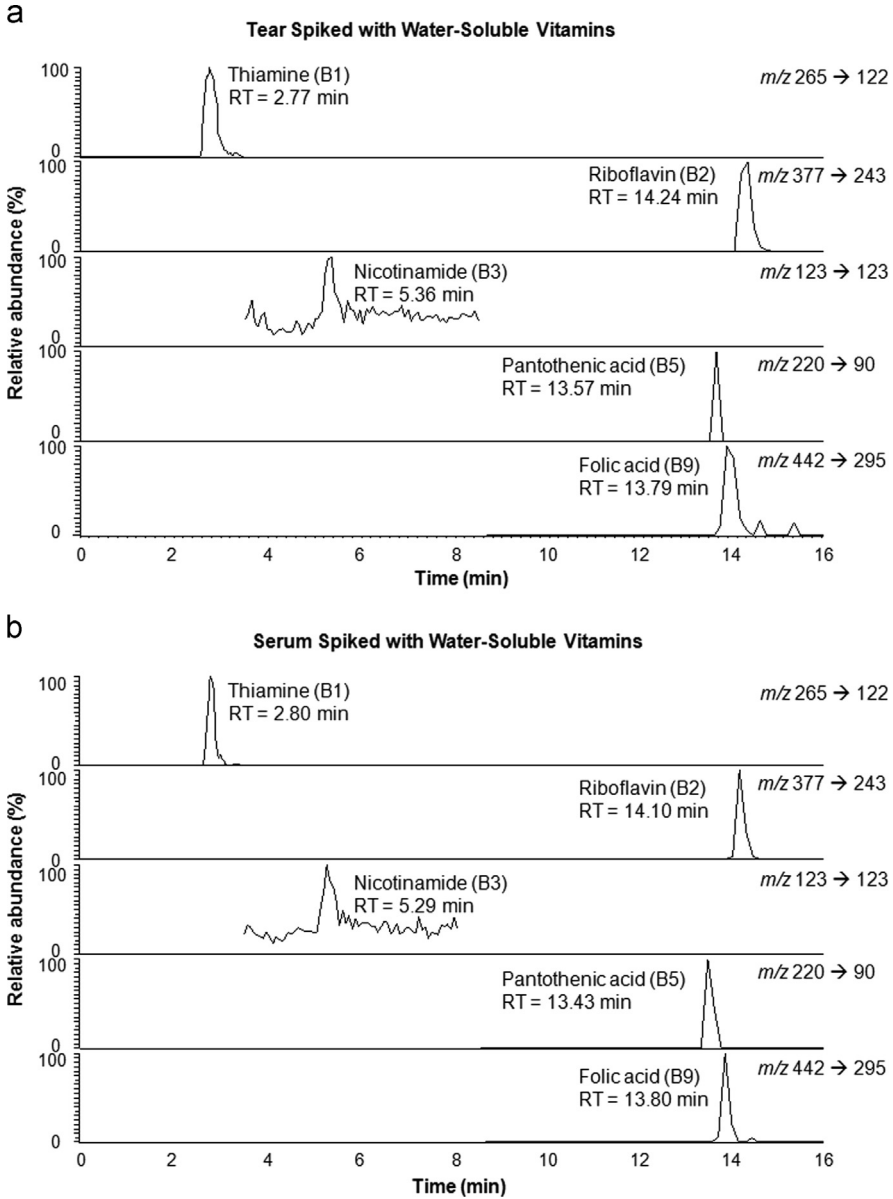 a
Tear Spiked with Water-Soluble Vitamins
Relative abundance (%)
100
0
Thiamine (B1)
RT = 2.77 min
m/z 265 → 122
100
0
Riboflavin (B2)
RT = 14.24 min
m/z 377 → 243
100
0
Nicotinamide (B3)
RT = 5.36 min
m/z 123 → 123
100
0
Pantothenic acid (B5)
RT = 13.57 min
m/z 220 → 90
100
0
Folic acid (B9)
RT = 13.79 min
m/z 442 → 295
0 2 4 6 8 10 12 14 16
Time (min)
b
Serum Spiked with Water-Soluble Vitamins
Relative abundance (%)
100
0
Thiamine (B1)
RT = 2.80 min
m/z 265 → 122
100
0
Riboflavin (B2)
RT = 14.10 min
m/z 377 → 243
100
0
Nicotinamide (B3)
RT = 5.29 min
m/z 123 → 123
100
0
Pantothenic acid (B5)
RT = 13.43 min
m/z 220 → 90
100
0
Folic acid (B9)
RT = 13.80 min
m/z 442 → 295
0 2 4 6 8 10 12 14 16
Time (min)